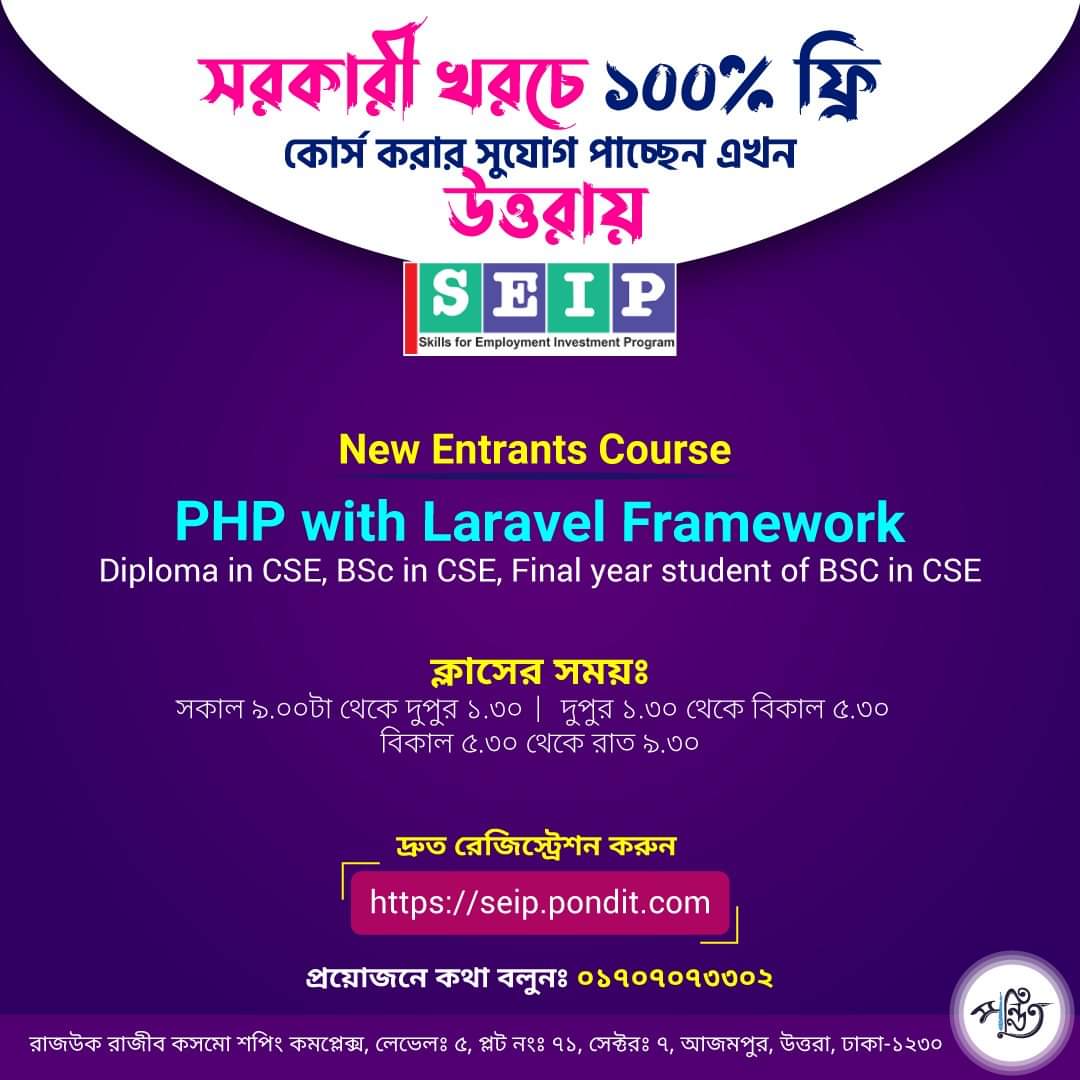 সরকারী খরচে ১০০% ফ্রি
কোর্স করার সুযোগ পাচ্ছেন এখন
উত্তরায়
SEIP
Skills for Employment Investment Program
New Entrants Course
PHP with Laravel Framework
Diploma in CSE, BSc in CSE, Final year student of BSC in CSE
ক্লাসের সময়ঃ
সকাল ৯.০০টা থেকে দুপুর ১.৩০ | দুপুর ১.৩০ থেকে বিকাল ৫.৩০
বিকাল ৫.৩০ থেকে রাত ৯.৩০
দ্রুত রেজিস্ট্রেশন করুন
https://seip.pondit.com
প্রয়োজনে কথা বলুনঃ ০১৭০৭০৭৩৩০২
রাজউক রাজীব কসমো শপিং কমপ্লেক্স, লেভেলঃ ৫, প্লট নংঃ ৭১, সেক্টরঃ ৭, আজমপুর, উত্তরা, ঢাকা-১২৩০
পন্ডিত